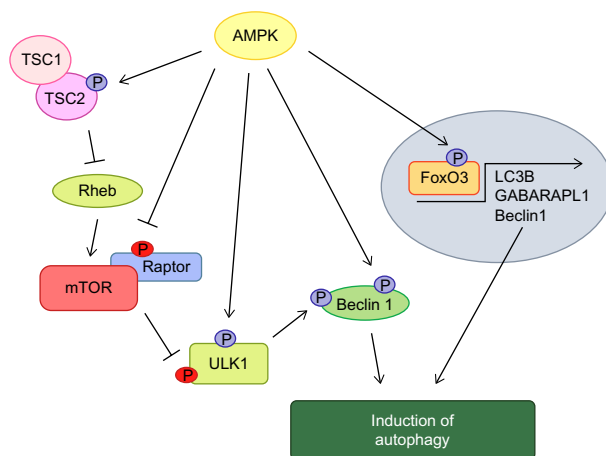 AMPK
TSC1
P
TSC2
P
FoxO3
LC3B
GABARAPL1
Beclin1
Rheb
P
Raptor
mTOR
P
P
Beclin 1
P
ULK1
P
Induction of
autophagy